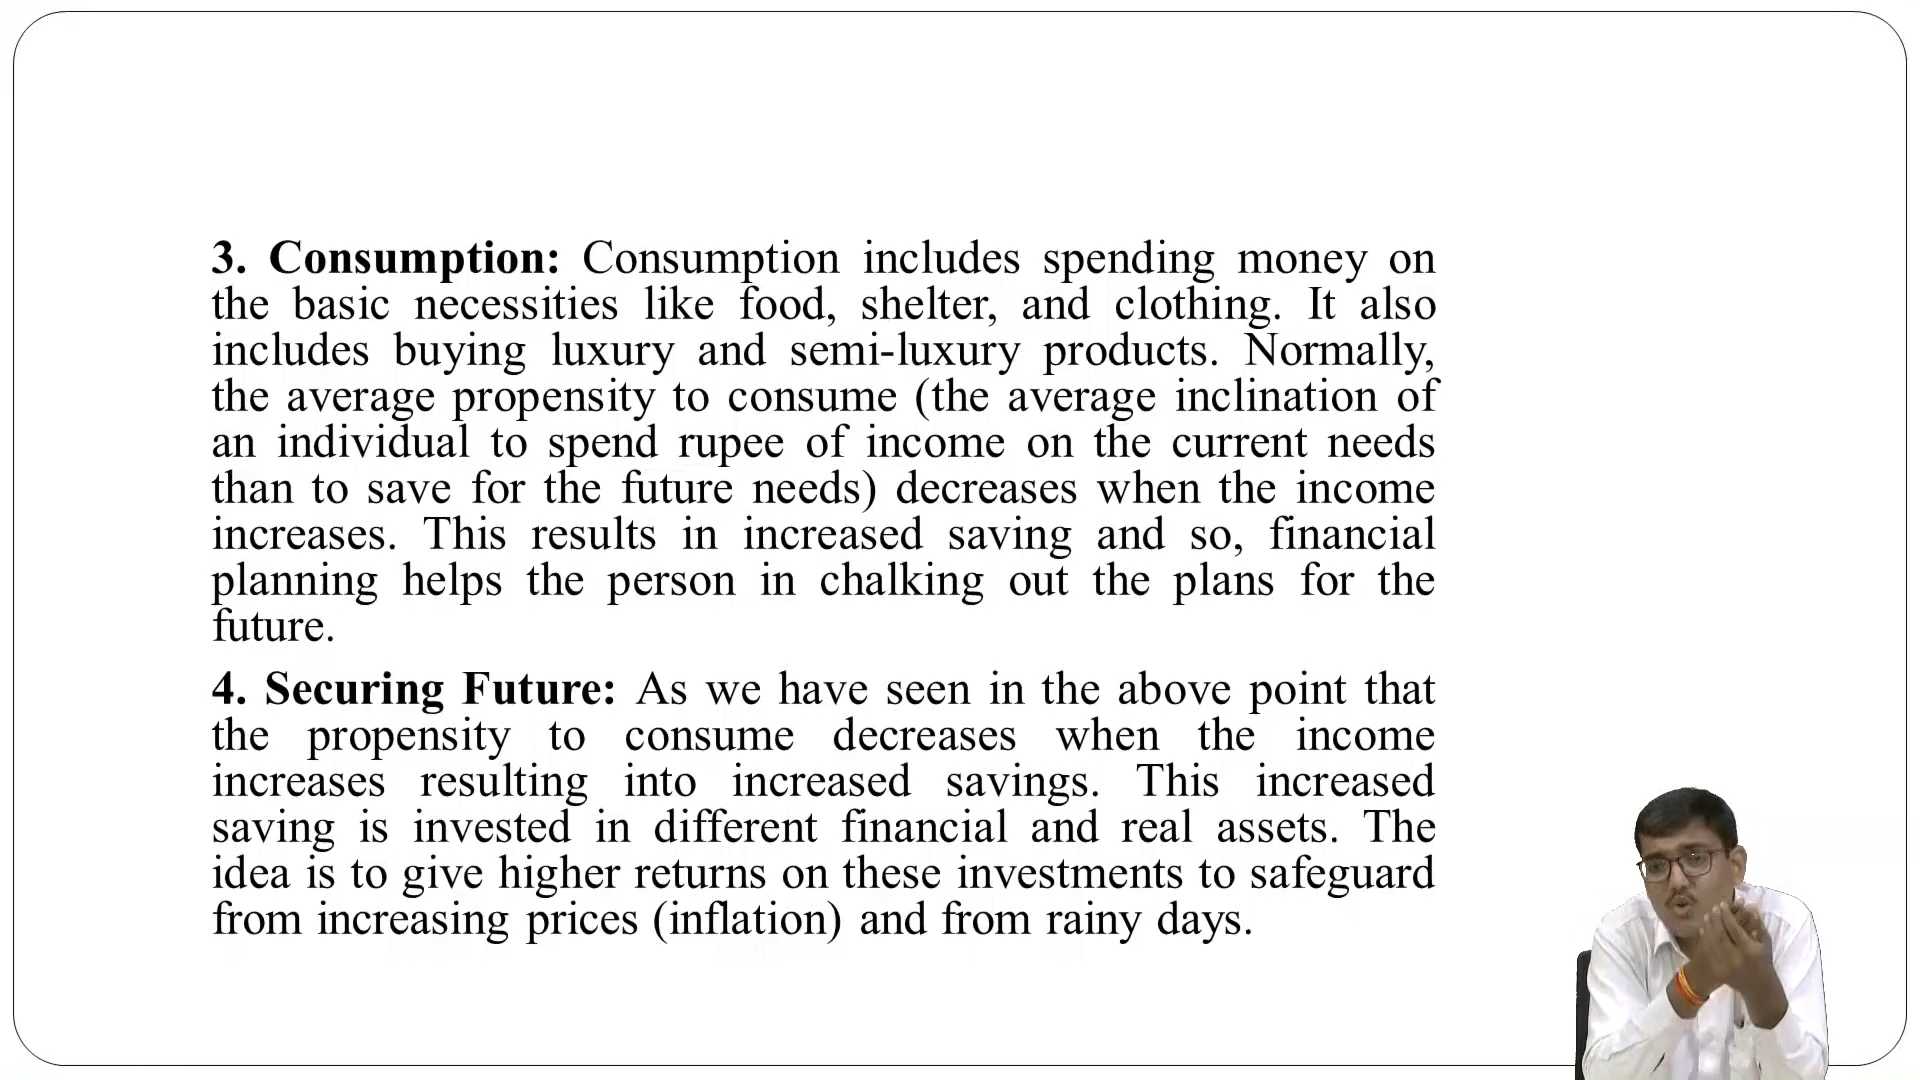 3. Consumption: Consumption includes spending money on
the basic necessities like food, shelter, and clothing. It also
includes buying luxury and semi-luxury products. Normally,
the average propensity to consume (the average inclination of
an individual to spend rupee of income on the current needs
than to save for the future needs) decreases when the income
increases. This results in increased saving and so, financial
planning helps the person in chalking out the plans for the
future.
4. Securing Future: As we have seen in the above point that
the propensity to consume decreases when the income
increases resulting into increased savings. This increased
saving is invested in different financial and real assets. The
idea is to give higher returns on these investments to safeguard
from increasing prices (inflation) and from rainy days.